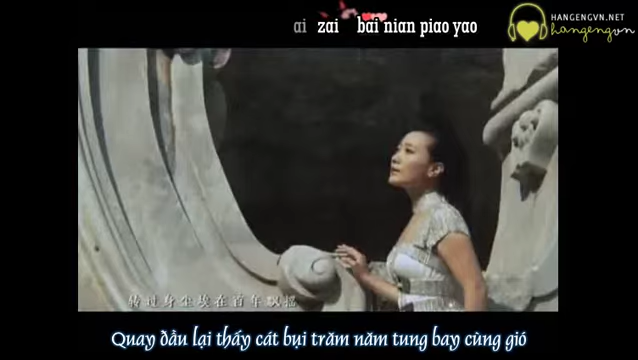 ai zai bai nian piao yao
HANGENGVN.NET
hangengvn
转过身尘埃在百年飘摇
Quay đầu lại thấy cát bụi trăm năm tung bay cùng gió